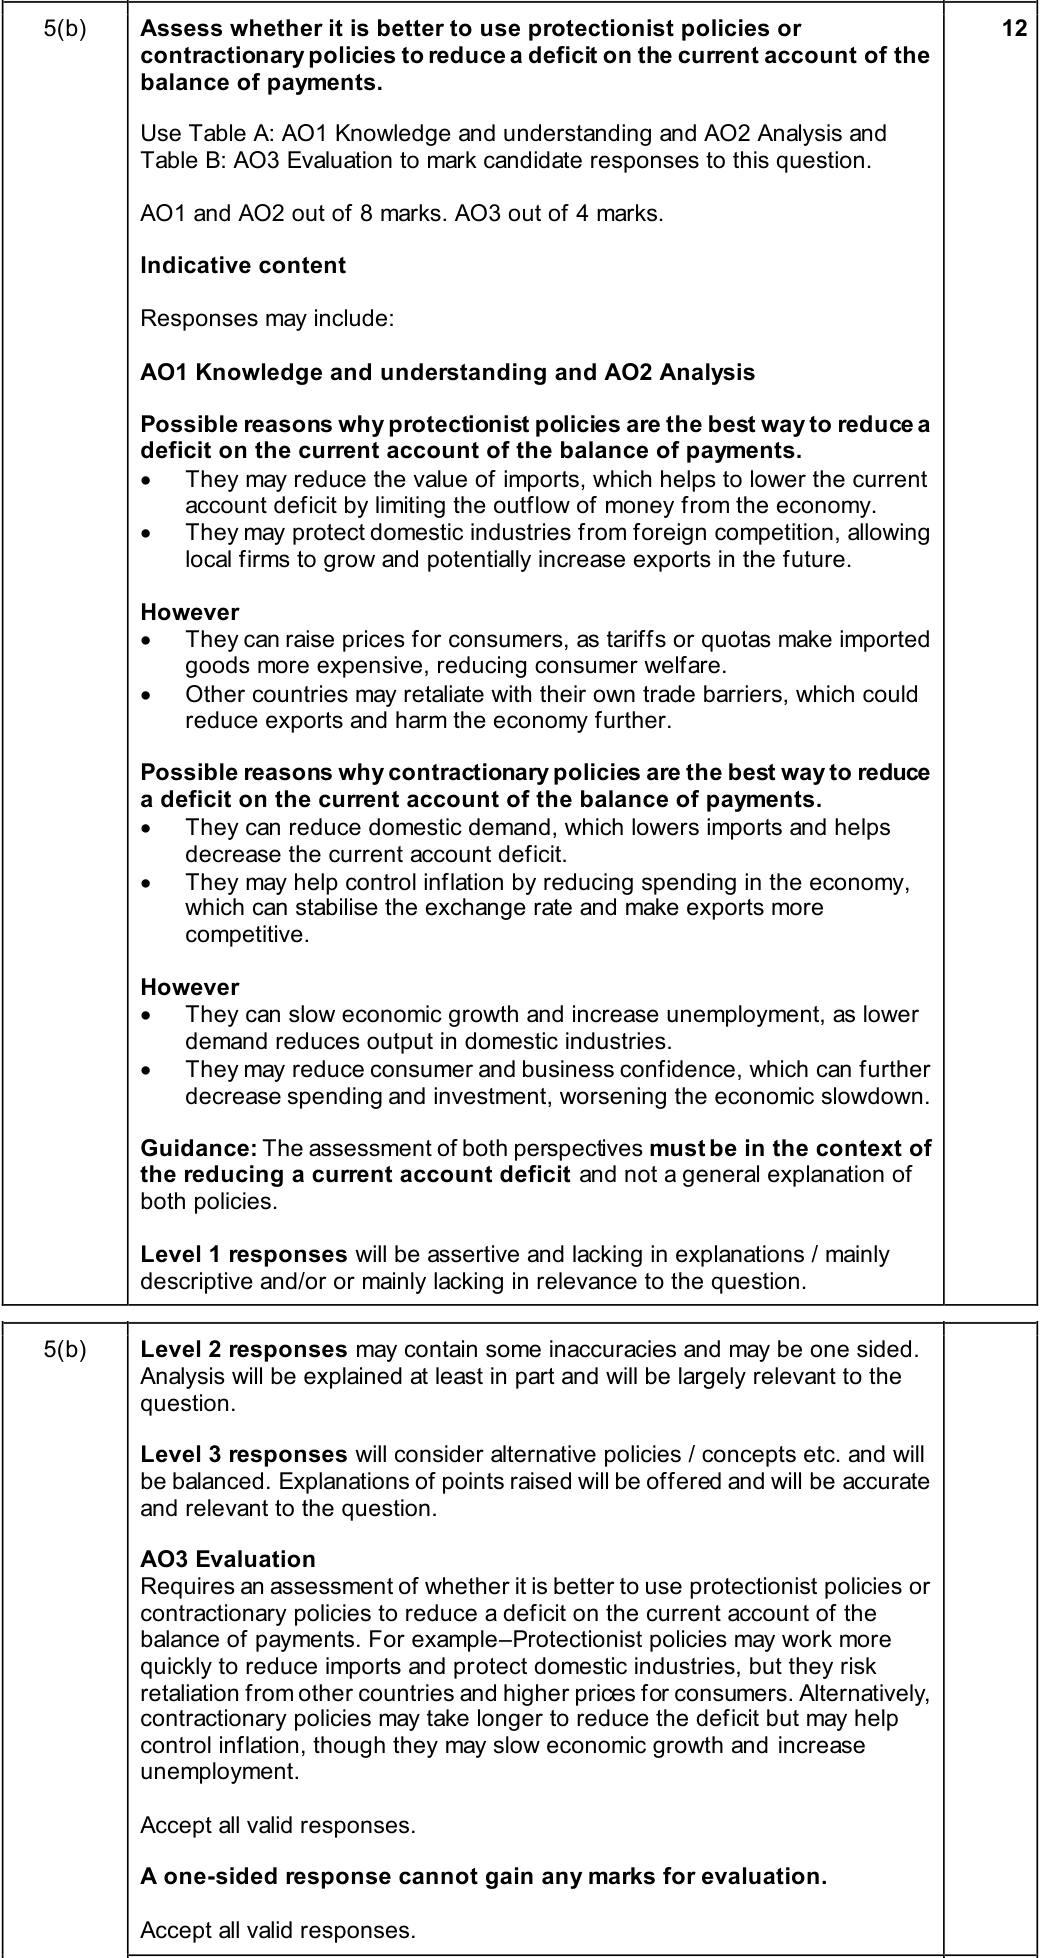 5(b)
Assess whether it is better to use protectionist policies or
contractionary policies to reduce a deficit on the current account of the
balance of payments.
12
Use Table A: AO1 Knowledge and understanding and AO2 Analysis and
Table B: AO3 Evaluation to mark candidate responses to this question.
AO1 and AO2 out of 8 marks. AO3 out of 4 marks.
Indicative content
Responses may include:
AO1 Knowledge and understanding and AO2 Analysis
Possible reasons why protectionist policies are the best way to reduce a
deficit on the current account of the balance of payments.
• They may reduce the value of imports, which helps to lower the current
account deficit by limiting the outflow of money from the economy.
• They may protect domestic industries from foreign competition, allowing
local firms to grow and potentially increase exports in the future.
However
• They can raise prices for consumers, as tariffs or quotas make imported
goods more expensive, reducing consumer welfare.
• Other countries may retaliate with their own trade barriers, which could
reduce exports and harm the economy further.
Possible reasons why contractionary policies are the best way to reduce
a deficit on the current account of the balance of payments.
• They can reduce domestic demand, which lowers imports and helps
decrease the current account deficit.
• They may help control inflation by reducing spending in the economy,
which can stabilise the exchange rate and make exports more
competitive.
However
• They can slow economic growth and increase unemployment, as lower
demand reduces output in domestic industries.
• They may reduce consumer and business confidence, which can further
decrease spending and investment, worsening the economic slowdown.
Guidance: The assessment of both perspectives must be in the context of
the reducing a current account deficit and not a general explanation of
both policies.
Level 1 responses will be assertive and lacking in explanations / mainly
descriptive and/or or mainly lacking in relevance to the question.
5(b)
Level 2 responses may contain some inaccuracies and may be one sided.
Analysis will be explained at least in part and will be largely relevant to the
question.
Level 3 responses will consider alternative policies / concepts etc. and will
be balanced. Explanations of points raised will be offered and will be accurate
and relevant to the question.
AO3 Evaluation
Requires an assessment of whether it is better to use protectionist policies or
contractionary policies to reduce a deficit on the current account of the
balance of payments. For example–Protectionist policies may work more
quickly to reduce imports and protect domestic industries, but they risk
retaliation from other countries and higher prices for consumers. Alternatively,
contractionary policies may take longer to reduce the deficit but may help
control inflation, though they may slow economic growth and increase
unemployment.
Accept all valid responses.
A one-sided response cannot gain any marks for evaluation.
Accept all valid responses.